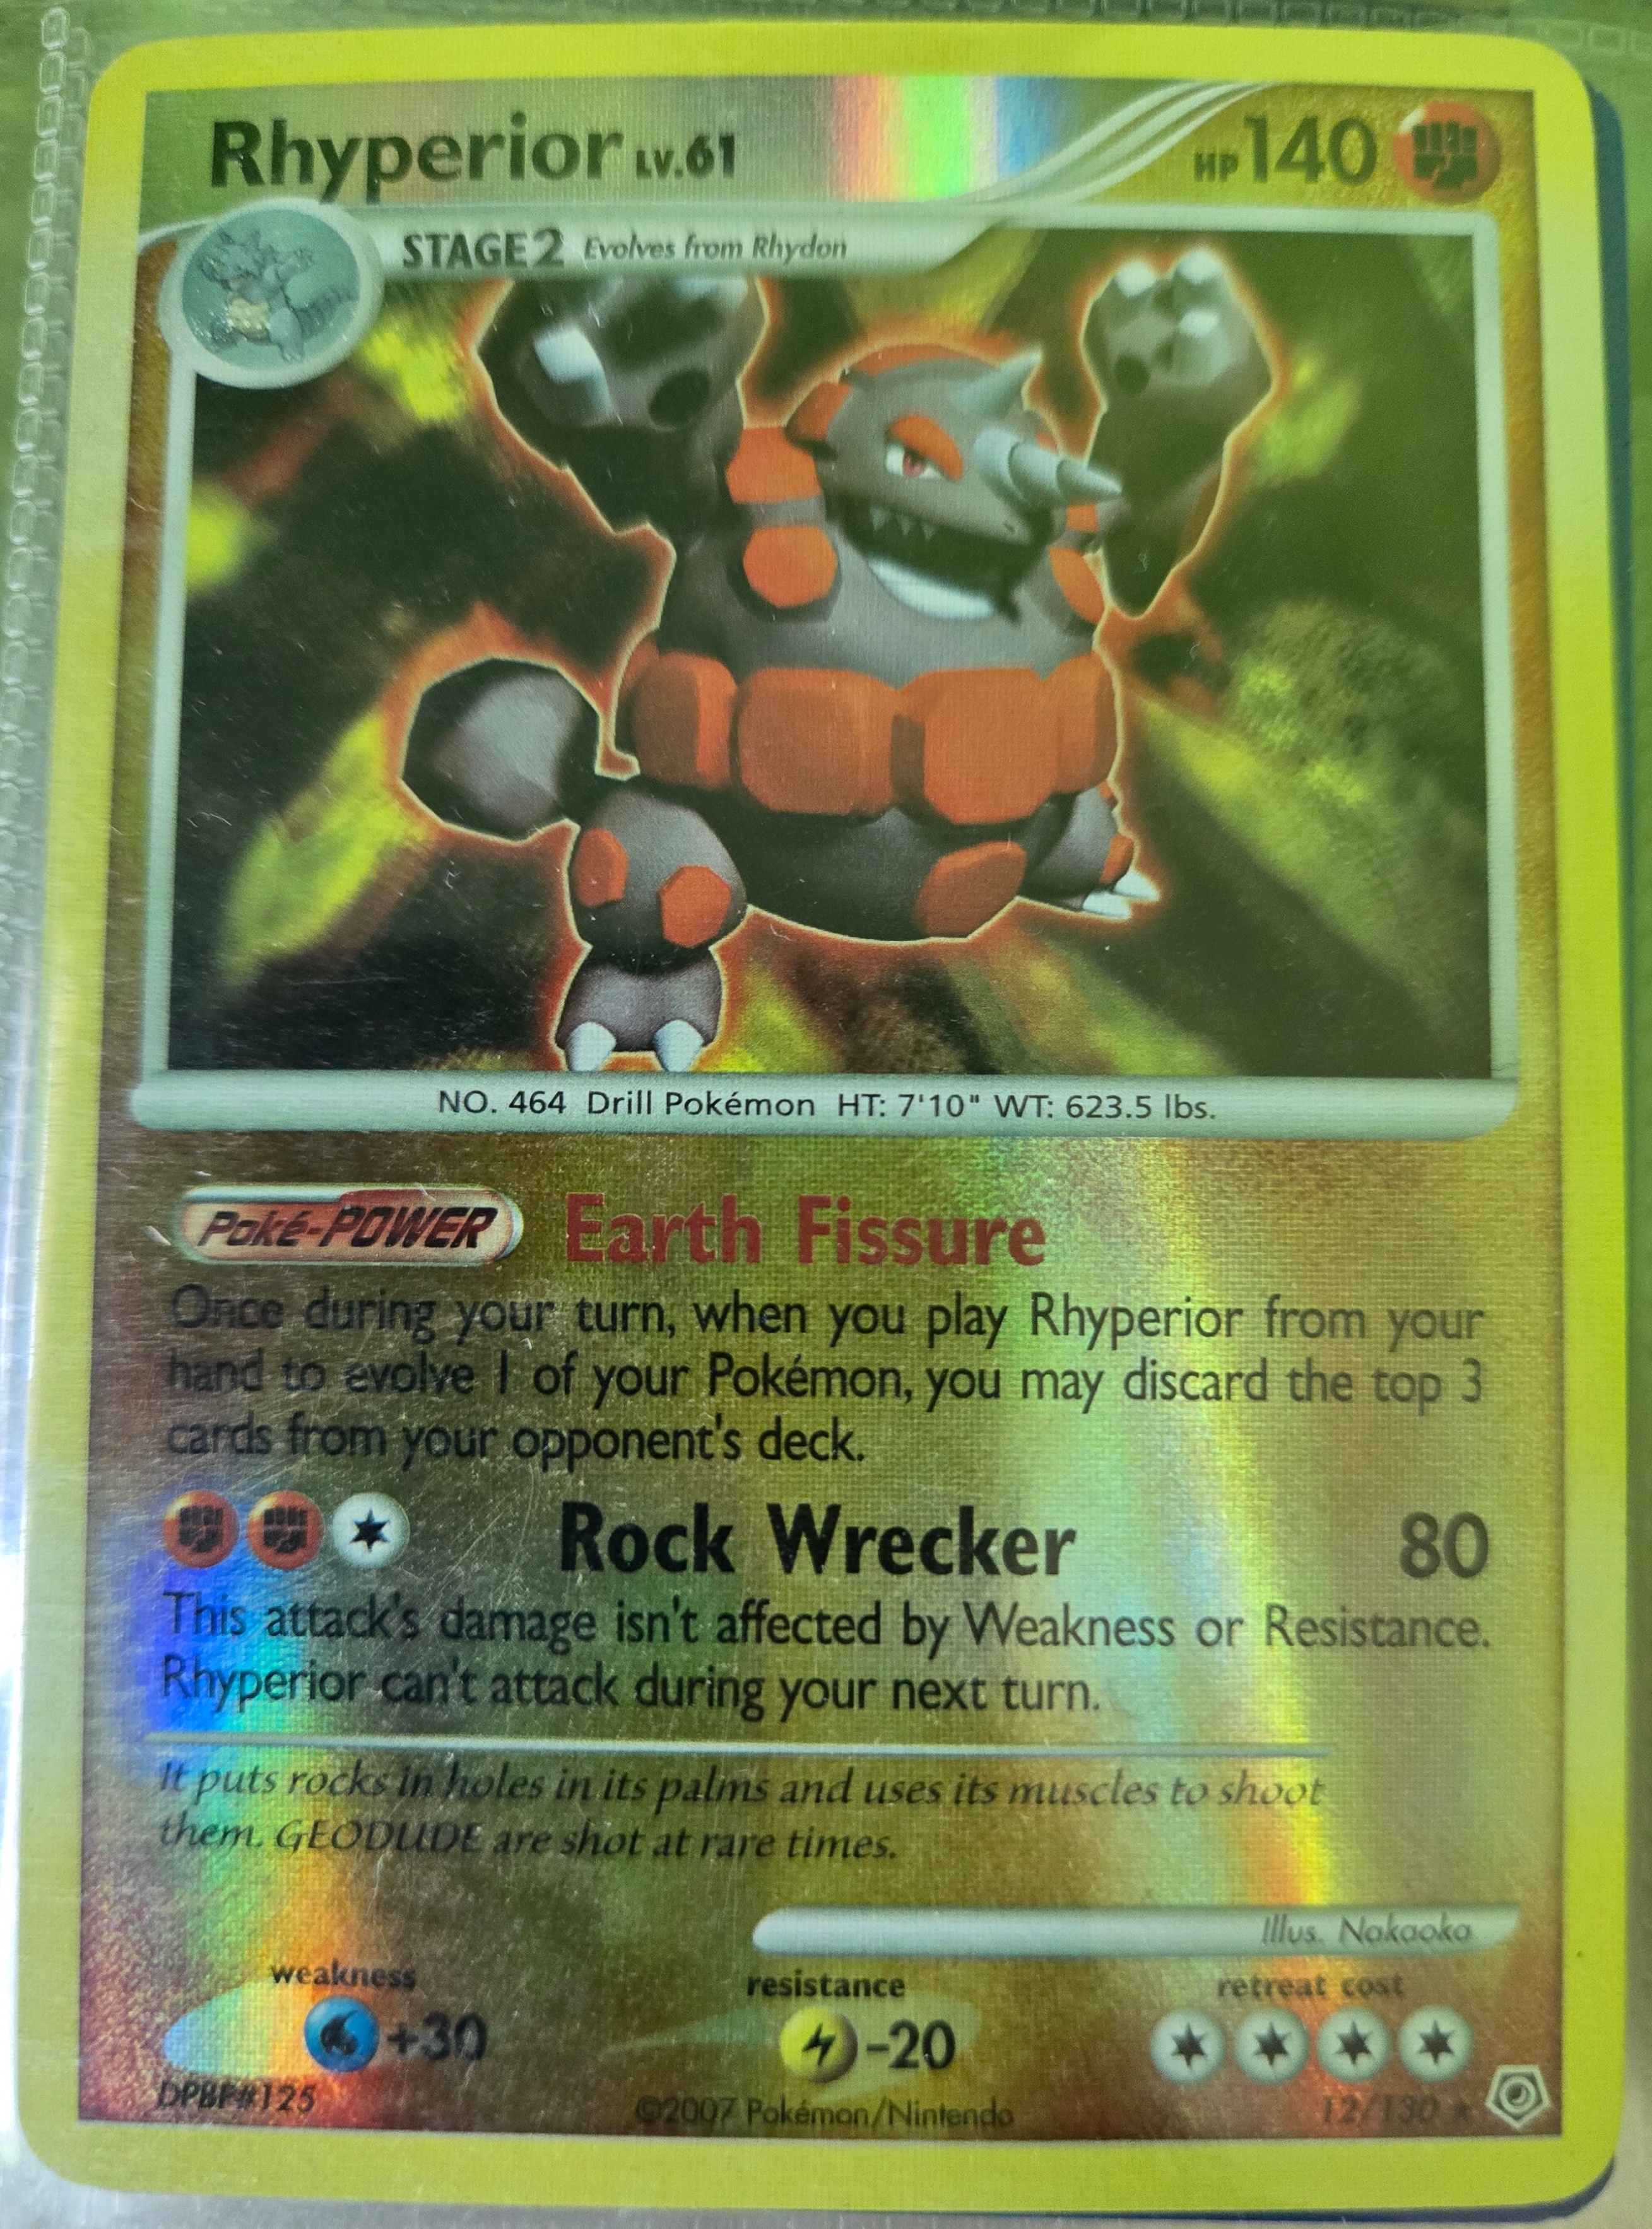 Rhyperior LV.61 HP 140
STAGE2 Evolves from Rhydon
NO. 464 Drill Pokémon HT: 7'10" WT: 623.5 lbs.
Poké-POWER Earth Fissure
Once during your turn, when you play Rhyperior from your
hand to evolve 1 of your Pokémon, you may discard the top 3
cards from your opponent's deck.
Rock Wrecker 80
This attack's damage isn't affected by Weakness or Resistance.
Rhyperior can't attack during your next turn.
It puts rocks in holes in its palms and uses its muscles to shoot
them. GEODUDE are shot at rare times.
Illus. Nakaoka
weakness resistance retreat cost
+30 -20
DPBP#125 ©2007 Pokémon/Nintendo 12/130 ★